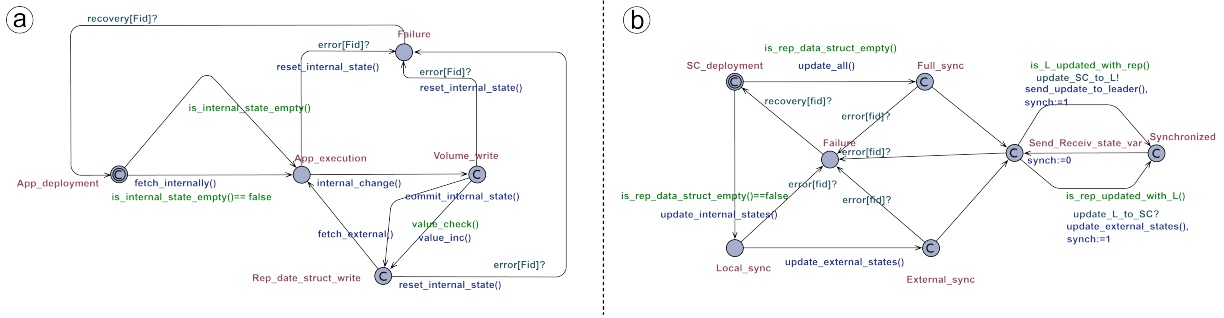 a
recovery[Fid]?
Failure
error[Fid]?
reset_internal_state()
error[Fid]?
reset_internal_state()
is_internal_state_empty()
App_execution
Volume_write
C
App_deployment
fetch_internally()
internal_change()
C
is_internal_state_empty()== false
commit_internal_state()
value_check()
fetch_external()
value_inc()
error[Fid]?
Rep_date_struct_write
C
reset_internal_state()
b
is_rep_data_struct_empty()
SC_deployment
update_all()
Full_sync
C
C
is_L_updated_with_rep()
update_SC_to_L!
send_update_to_leader(),
synch:=1
recovery[fid]?
error[fid]?
Failure
error[fid]?
Send_Receiv_state_var
Synchronized
C
synch:=0
C
error[fid]?
is_rep_data_struct_empty()==false
error[fid]?
is_rep_updated_with_L()
update_internal_states()
update_L_to_SC?
update_external_states(),
synch:=1
C
Local_sync
update_external_states()
External_sync